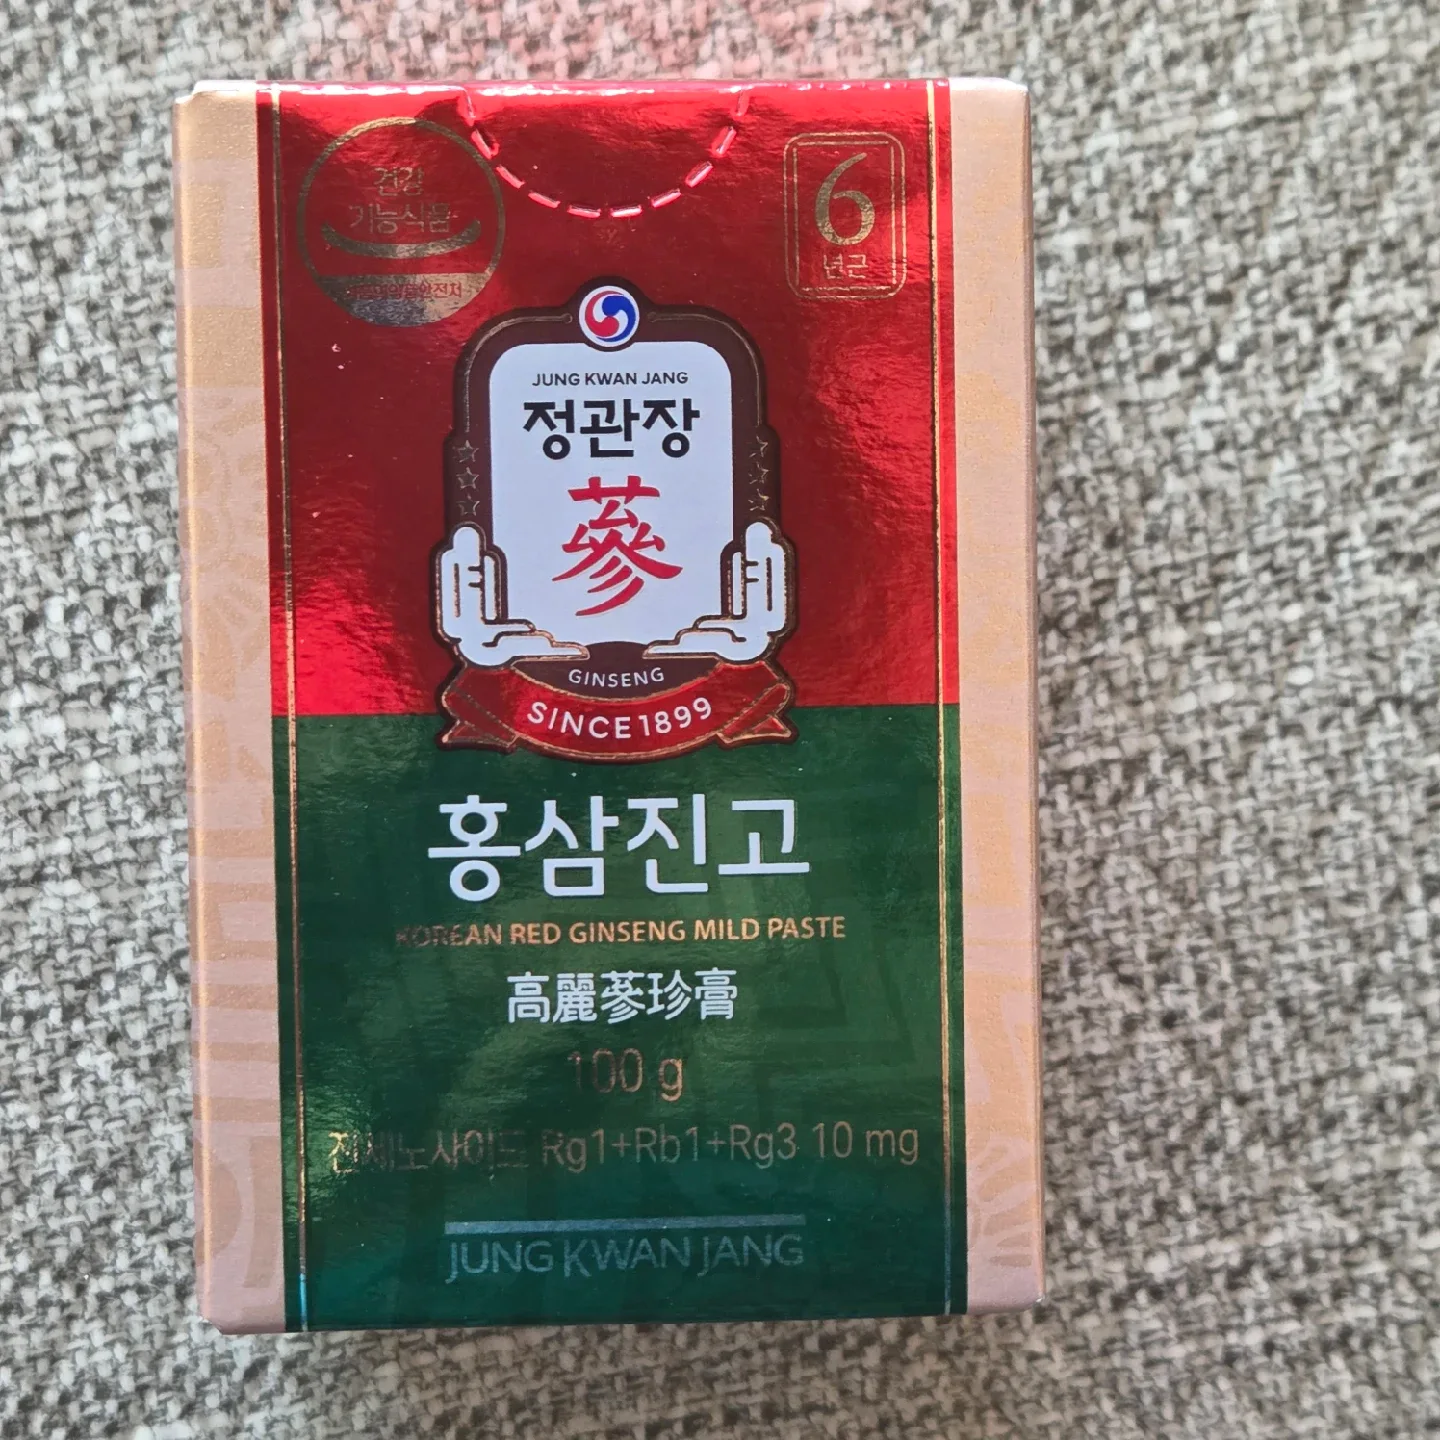 건강
기능식품
6
년근
JUNG KWAN JANG
정관장
蔘
GINSENG
SINCE 1899
홍삼진고
KOREAN RED GINSENG MILD PASTE
高麗蔘珍膏
100 g
진세노사이드 Rg1+Rb1+Rg3 10 mg
JUNG KWAN JANG